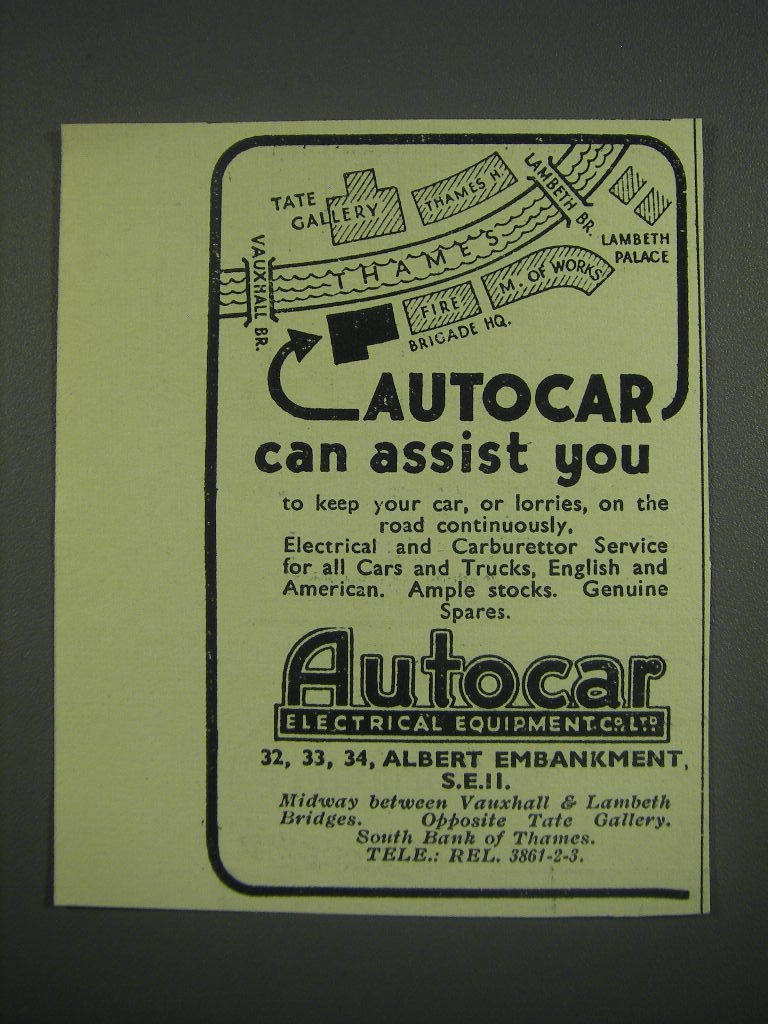 TATE
GALLERY
THAMES H.
LAMBETH BR.
LAMBETH
PALACE
VAUXHALL BR.
THAMES
FIRE
BRIGADE HQ.
M. OF WORKS
AUTOCAR
can assist you
to keep your car, or lorries, on the
road continuously.
Electrical and Carburettor Service
for all Cars and Trucks, English and
American. Ample stocks. Genuine
Spares.
Autocar
ELECTRICAL EQUIPMENT CO. LTD
32, 33, 34, ALBERT EMBANKMENT,
S.E.11.
Midway between Vauxhall & Lambeth
Bridges. Opposite Tate Gallery.
South Bank of Thames.
TELE.: REL. 3861-2-3.